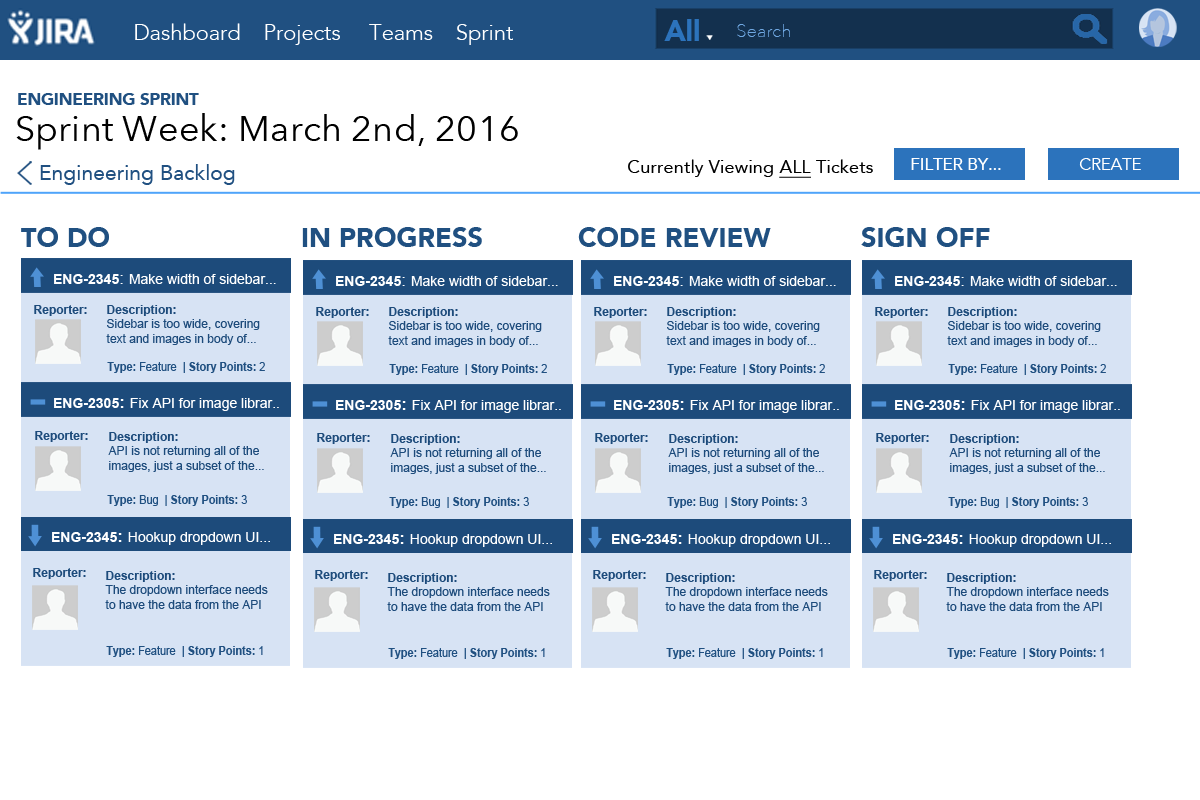 JIRA
Dashboard Projects Teams Sprint
All Search
ENGINEERING SPRINT
Sprint Week: March 2nd, 2016
Engineering Backlog
Currently Viewing ALL Tickets
FILTER BY...
CREATE
TO DO
ENG-2345: Make width of sidebar...
Reporter:
Description:
Sidebar is too wide, covering
text and images in body of...
Type: Feature | Story Points: 2
ENG-2305: Fix API for image librar..
Reporter:
Description:
API is not returning all of the
images, just a subset of the...
Type: Bug | Story Points: 3
ENG-2345: Hookup dropdown UI...
Reporter:
Description:
The dropdown interface needs
to have the data from the API
Type: Feature | Story Points: 1
IN PROGRESS
ENG-2345: Make width of sidebar...
Reporter:
Description:
Sidebar is too wide, covering
text and images in body of...
Type: Feature | Story Points: 2
ENG-2305: Fix API for image librar..
Reporter:
Description:
API is not returning all of the
images, just a subset of the...
Type: Bug | Story Points: 3
ENG-2345: Hookup dropdown UI...
Reporter:
Description:
The dropdown interface needs
to have the data from the API
Type: Feature | Story Points: 1
CODE REVIEW
ENG-2345: Make width of sidebar...
Reporter:
Description:
Sidebar is too wide, covering
text and images in body of...
Type: Feature | Story Points: 2
ENG-2305: Fix API for image librar..
Reporter:
Description:
API is not returning all of the
images, just a subset of the...
Type: Bug | Story Points: 3
ENG-2345: Hookup dropdown UI...
Reporter:
Description:
The dropdown interface needs
to have the data from the API
Type: Feature | Story Points: 1
SIGN OFF
ENG-2345: Make width of sidebar...
Reporter:
Description:
Sidebar is too wide, covering
text and images in body of...
Type: Feature | Story Points: 2
ENG-2305: Fix API for image librar..
Reporter:
Description:
API is not returning all of the
images, just a subset of the...
Type: Bug | Story Points: 3
ENG-2345: Hookup dropdown UI...
Reporter:
Description:
The dropdown interface needs
to have the data from the API
Type: Feature | Story Points: 1